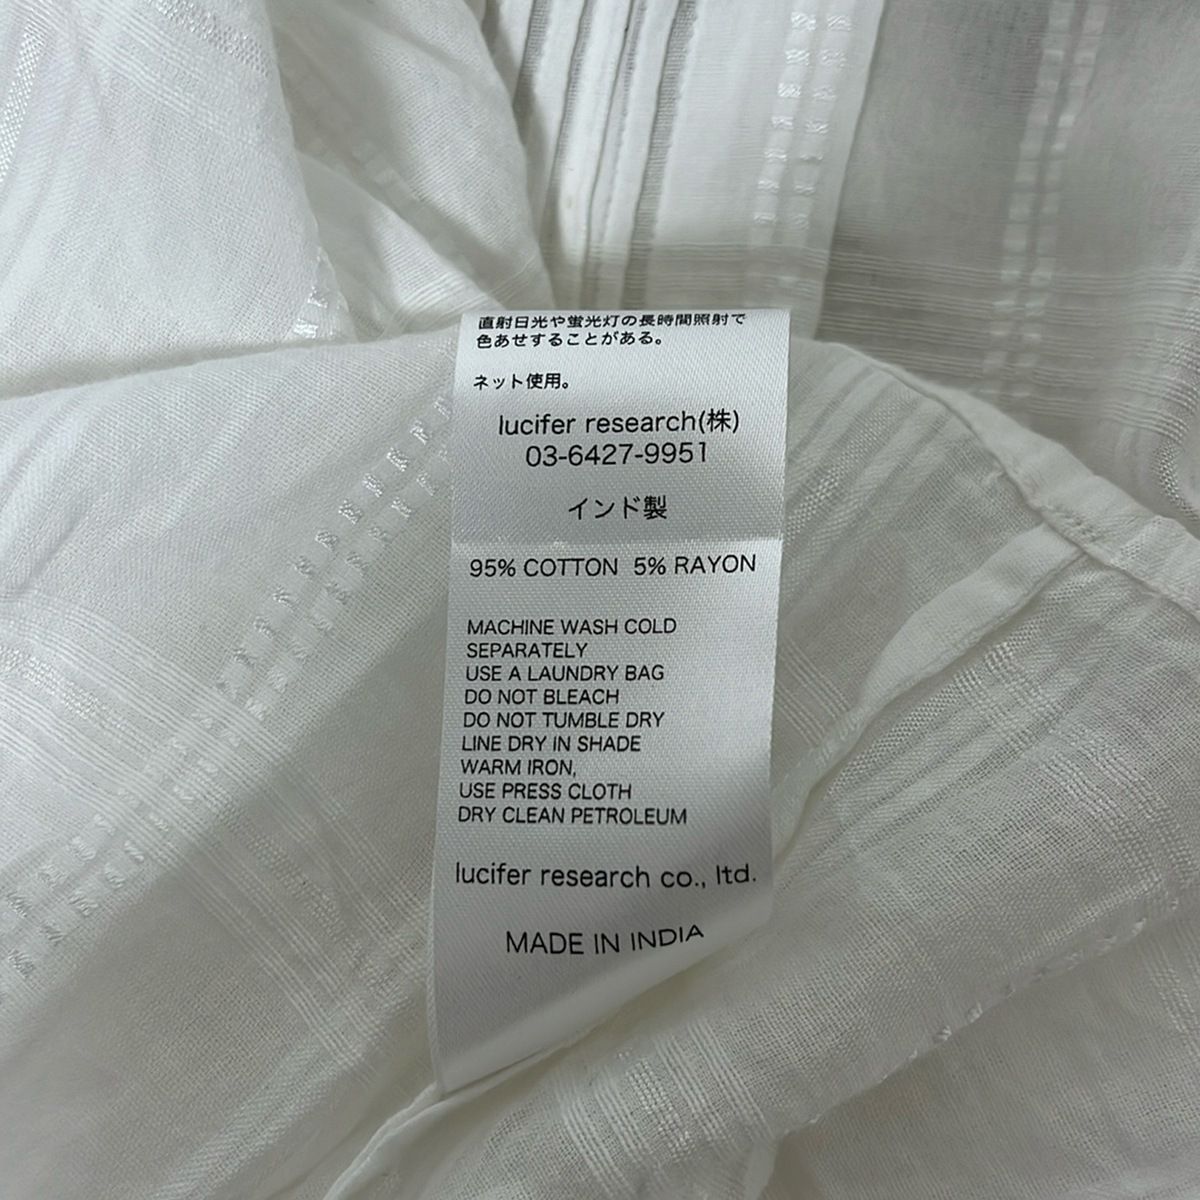 直射日光や蛍光灯の長時間照射で
色あせすることがある。
ネット使用。
lucifer research(株)
03-6427-9951
インド製
95% COTTON 5% RAYON
MACHINE WASH COLD
SEPARATELY
USE A LAUNDRY BAG
DO NOT BLEACH
DO NOT TUMBLE DRY
LINE DRY IN SHADE
WARM IRON,
USE PRESS CLOTH
DRY CLEAN PETROLEUM
lucifer research co., ltd.
MADE IN INDIA